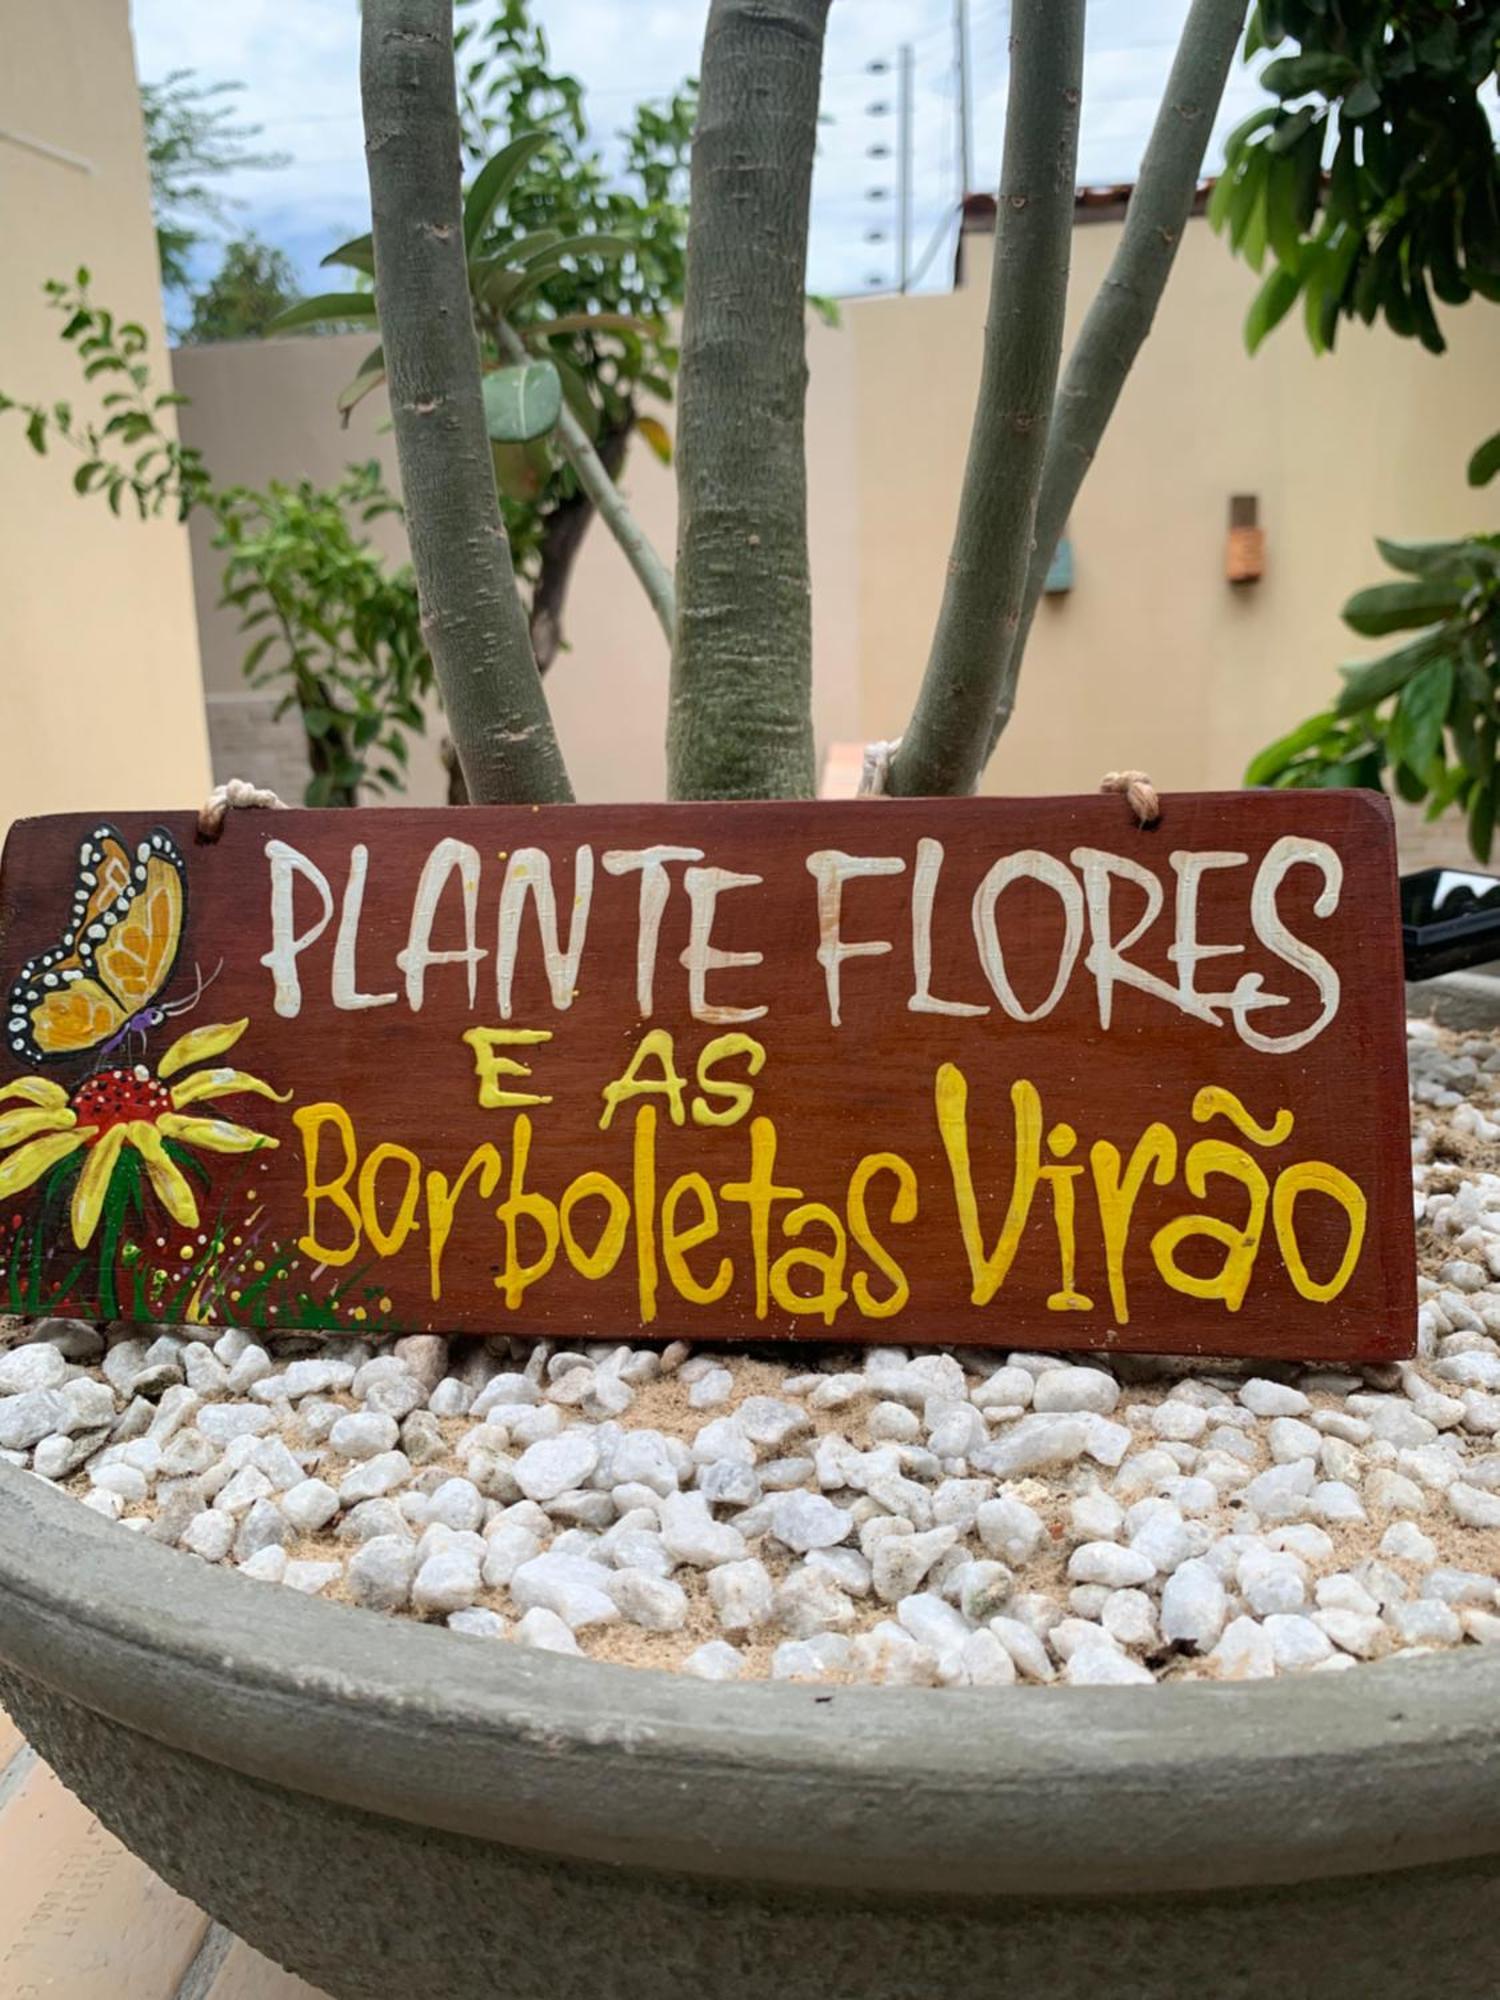 PLANTE FLORES
E AS
Borboletas Virão